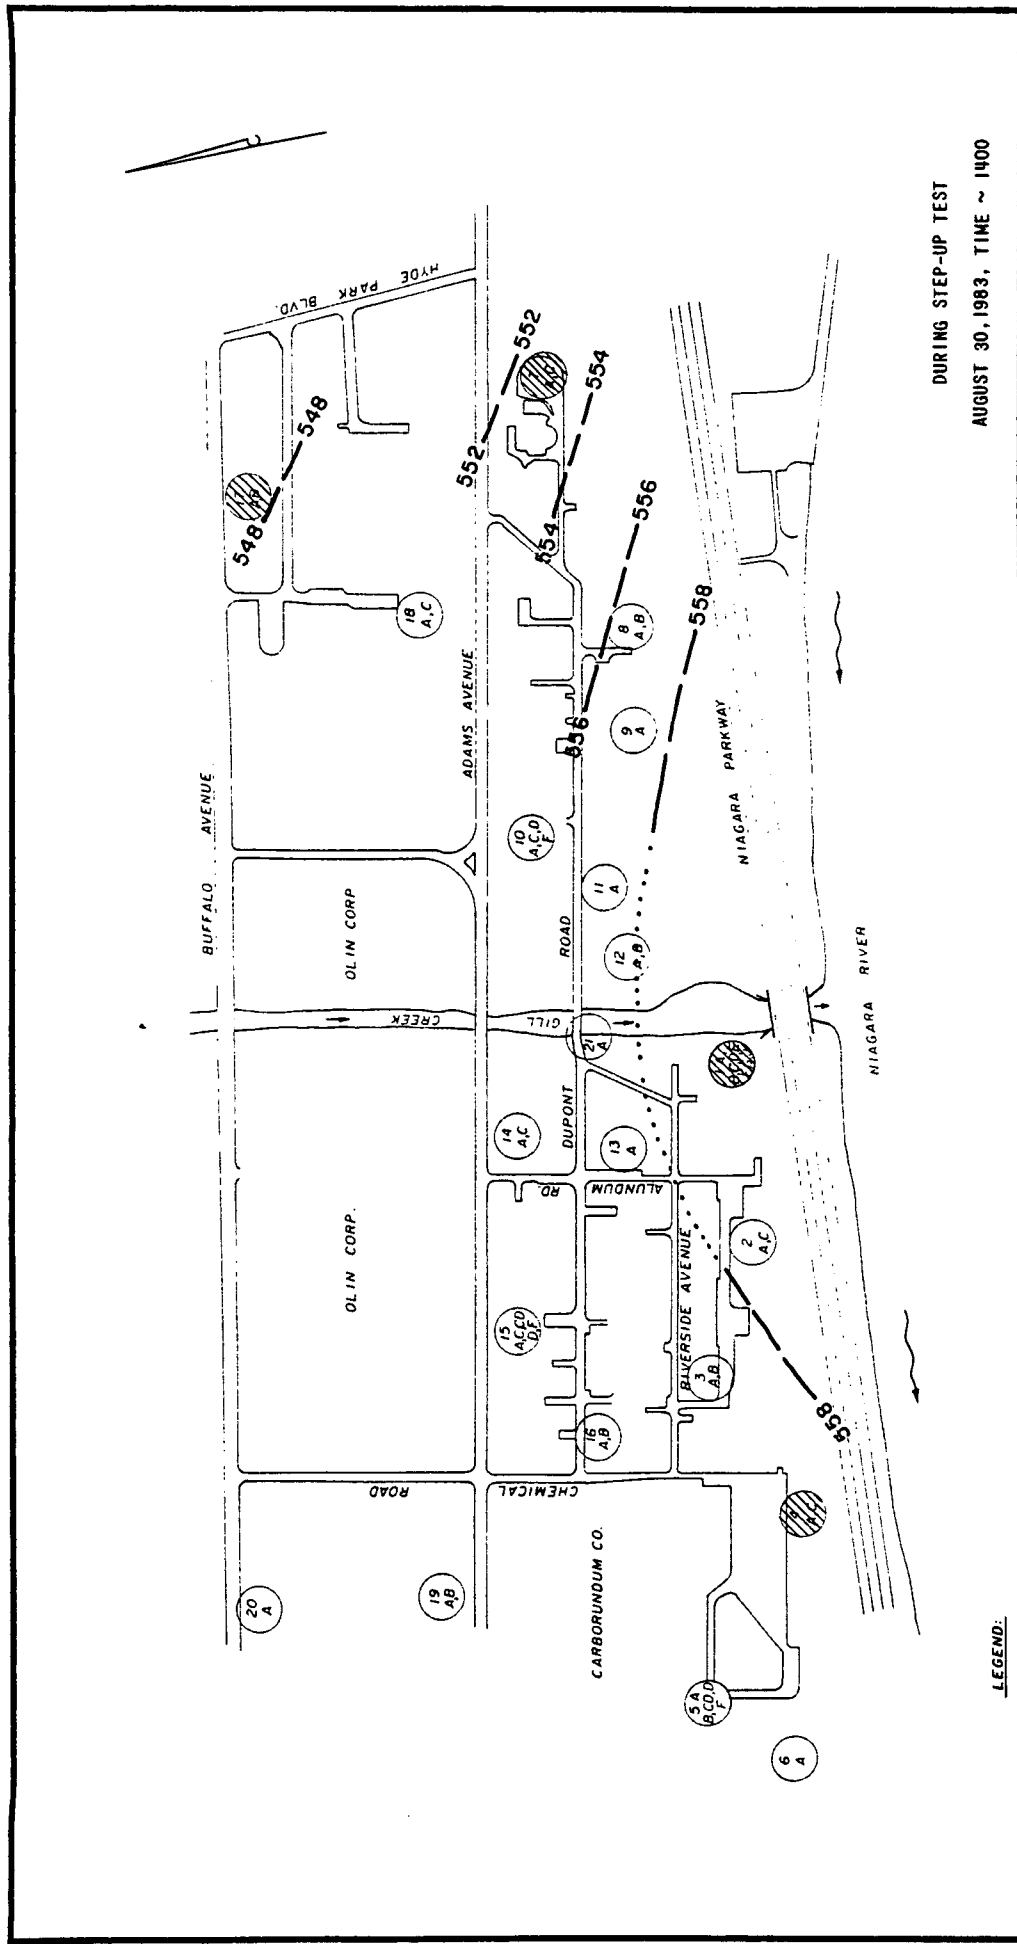 BUFFALO AVENUE
HYDE PARK BLVD.
OLIN CORP.
OLIN CORP
GILL CREEK
ADAMS AVENUE
DUPONT ROAD
ALUNDUM RD.
RIVERSIDE AVENUE
CHEMICAL ROAD
CARBORUNDUM CO.
NIAGARA PARKWAY
NIAGARA RIVER
548
548
552
552
554
554
556
556
558
558
20
A
19
A,B
18
A,C
14
A,C
15
A,C,CD
D,F
10
A,C,D
F
16
A,B
21
A
11
A
12
A,B
9
A
8
A,B
13
A
3
A,B
2
A,C
5 A
B,CD,D
F
6
A
DURING STEP-UP TEST
AUGUST 30, 1983, TIME ~ 1400
LEGEND: